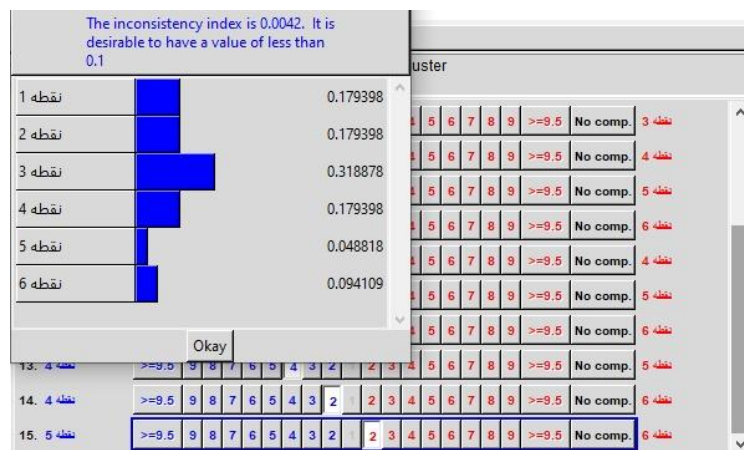 The inconsistency index is 0.0042. It is
desirable to have a value of less than
0.1
uster
نقطه 1 0.179398
نقطه 2 0.179398
نقطه 3 0.318878
نقطه 4 0.179398
نقطه 5 0.048818
نقطه 6 0.094109
Okay
5 6 7 8 9 >=9.5 No comp. نقطه 3
5 6 7 8 9 >=9.5 No comp. نقطه 4
5 6 7 8 9 >=9.5 No comp. نقطه 5
5 6 7 8 9 >=9.5 No comp. نقطه 6
5 6 7 8 9 >=9.5 No comp. نقطه 4
5 6 7 8 9 >=9.5 No comp. نقطه 5
5 6 7 8 9 >=9.5 No comp. نقطه 6
13. نقطه 4 >=9.5 9 8 7 6 5 4 3 2 2 3 4 5 6 7 8 9 >=9.5 No comp. نقطه 5
14. نقطه 4 >=9.5 9 8 7 6 5 4 3 2 1 2 3 4 5 6 7 8 9 >=9.5 No comp. نقطه 6
15. نقطه 5 >=9.5 9 8 7 6 5 4 3 2 1 2 3 4 5 6 7 8 9 >=9.5 No comp. نقطه 6